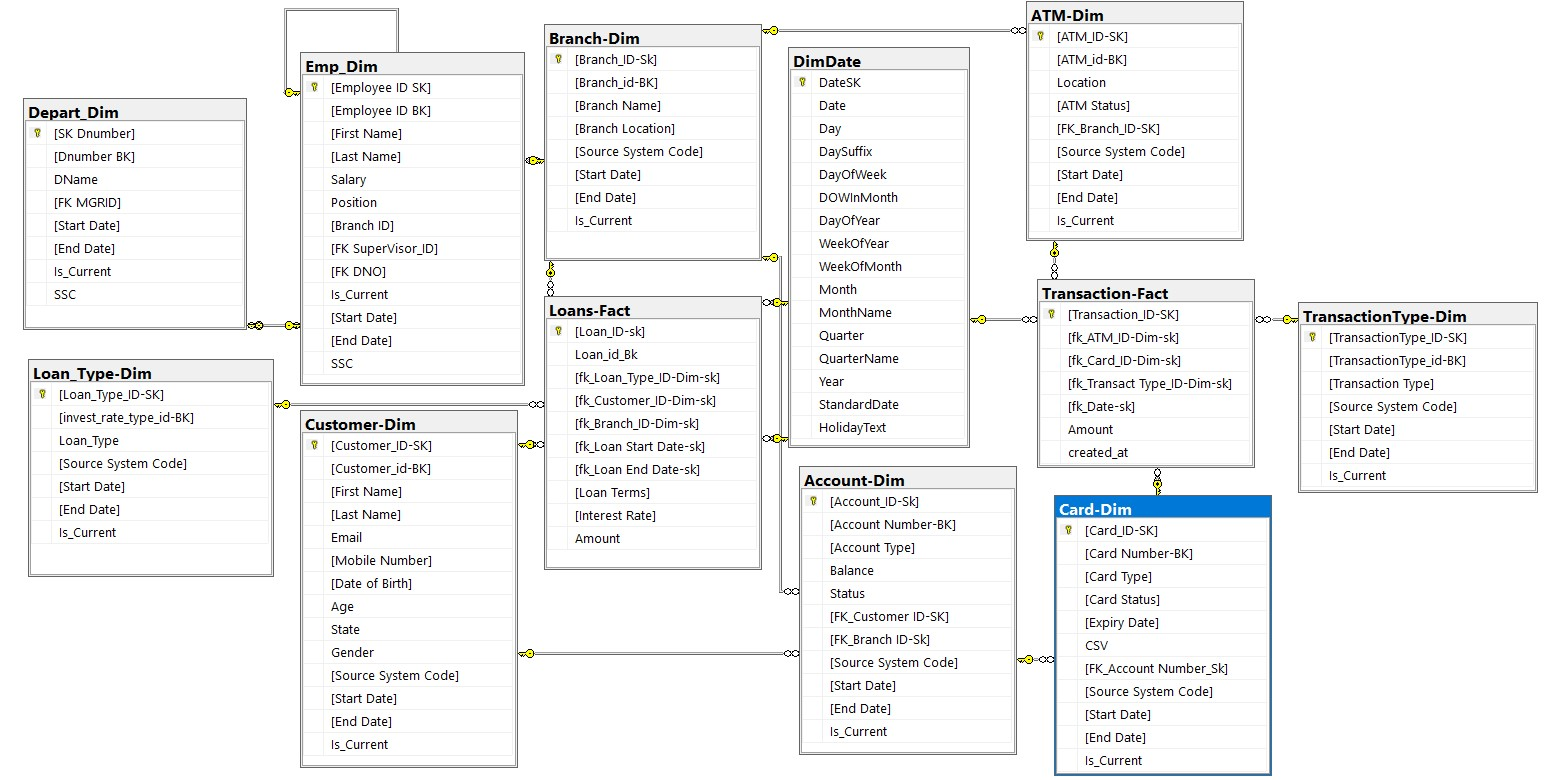 Depart_Dim
[SK Dnumber]
[Dnumber BK]
DName
[FK MGRID]
[Start Date]
[End Date]
Is_Current
SSC
Emp_Dim
[Employee ID SK]
[Employee ID BK]
[First Name]
[Last Name]
Salary
Position
[Branch ID]
[FK SuperVisor_ID]
[FK DNO]
Is_Current
[Start Date]
[End Date]
SSC
Branch-Dim
[Branch_ID-Sk]
[Branch_id-BK]
[Branch Name]
[Branch Location]
[Source System Code]
[Start Date]
[End Date]
Is_Current
DimDate
DateSK
Date
Day
DaySuffix
DayOfWeek
DOWInMonth
DayOfYear
WeekOfYear
WeekOfMonth
Month
MonthName
Quarter
QuarterName
Year
StandardDate
HolidayText
ATM-Dim
[ATM_ID-SK]
[ATM_id-BK]
Location
[ATM Status]
[FK_Branch_ID-SK]
[Source System Code]
[Start Date]
[End Date]
Is_Current
Loan_Type-Dim
[Loan_Type_ID-SK]
[invest_rate_type_id-BK]
Loan_Type
[Source System Code]
[Start Date]
[End Date]
Is_Current
Customer-Dim
[Customer_ID-SK]
[Customer_id-BK]
[First Name]
[Last Name]
Email
[Mobile Number]
[Date of Birth]
Age
State
Gender
[Source System Code]
[Start Date]
[End Date]
Is_Current
Loans-Fact
[Loan_ID-sk]
Loan_id_Bk
[fk_Loan_Type_ID-Dim-sk]
[fk_Customer_ID-Dim-sk]
[fk_Branch_ID-Dim-sk]
[fk_Loan Start Date-sk]
[fk_Loan End Date-sk]
[Loan Terms]
[Interest Rate]
Amount
Account-Dim
[Account_ID-Sk]
[Account Number-BK]
[Account Type]
Balance
Status
[FK_Customer ID-SK]
[FK_Branch ID-Sk]
[Source System Code]
[Start Date]
[End Date]
Is_Current
Transaction-Fact
[Transaction_ID-SK]
[fk_ATM_ID-Dim-sk]
[fk_Card_ID-Dim-sk]
[fk_Transact Type_ID-Dim-sk]
[fk_Date-sk]
Amount
created_at
TransactionType-Dim
[TransactionType_ID-SK]
[TransactionType_id-BK]
[Transaction Type]
[Source System Code]
[Start Date]
[End Date]
Is_Current
Card-Dim
[Card_ID-SK]
[Card Number-BK]
[Card Type]
[Card Status]
[Expiry Date]
CSV
[FK_Account Number_Sk]
[Source System Code]
[Start Date]
[End Date]
Is_Current